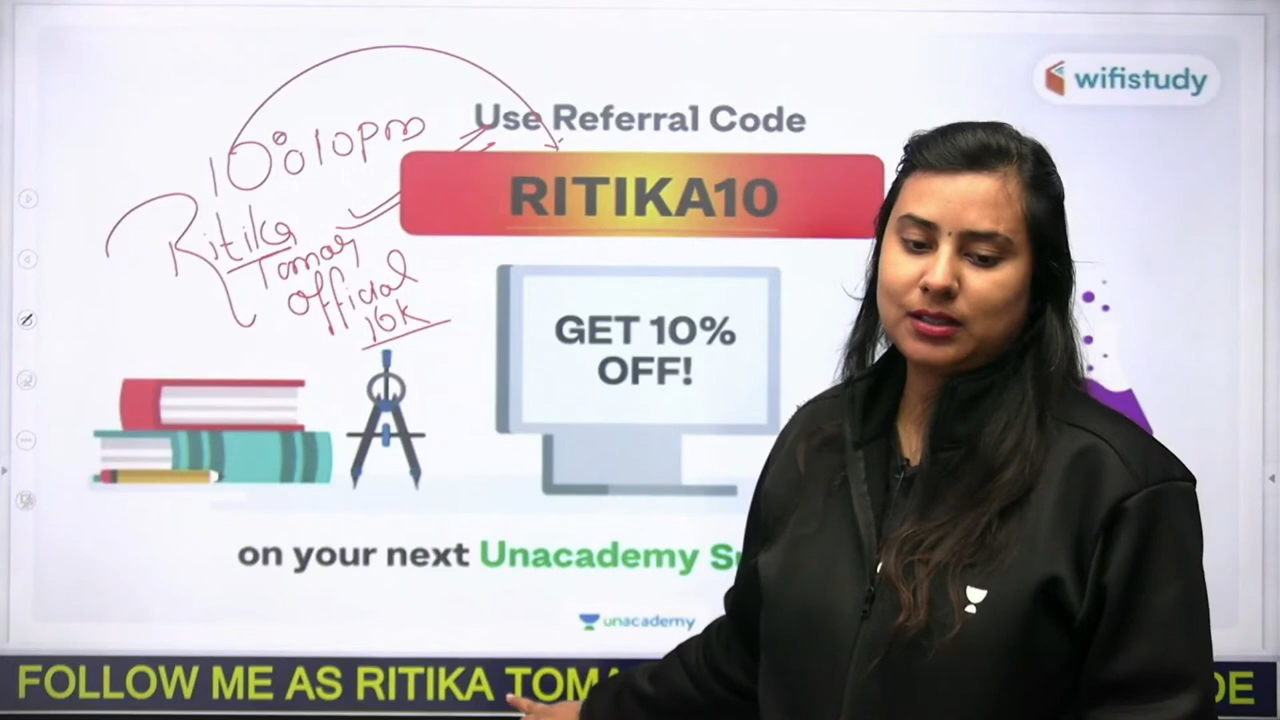 wifistudy
Use Referral Code
10:10pm
RITIKA10
Ritika
Tomar
official
10k
GET 10%
OFF!
on your next Unacademy
unacademy
FOLLOW ME AS RITIKA